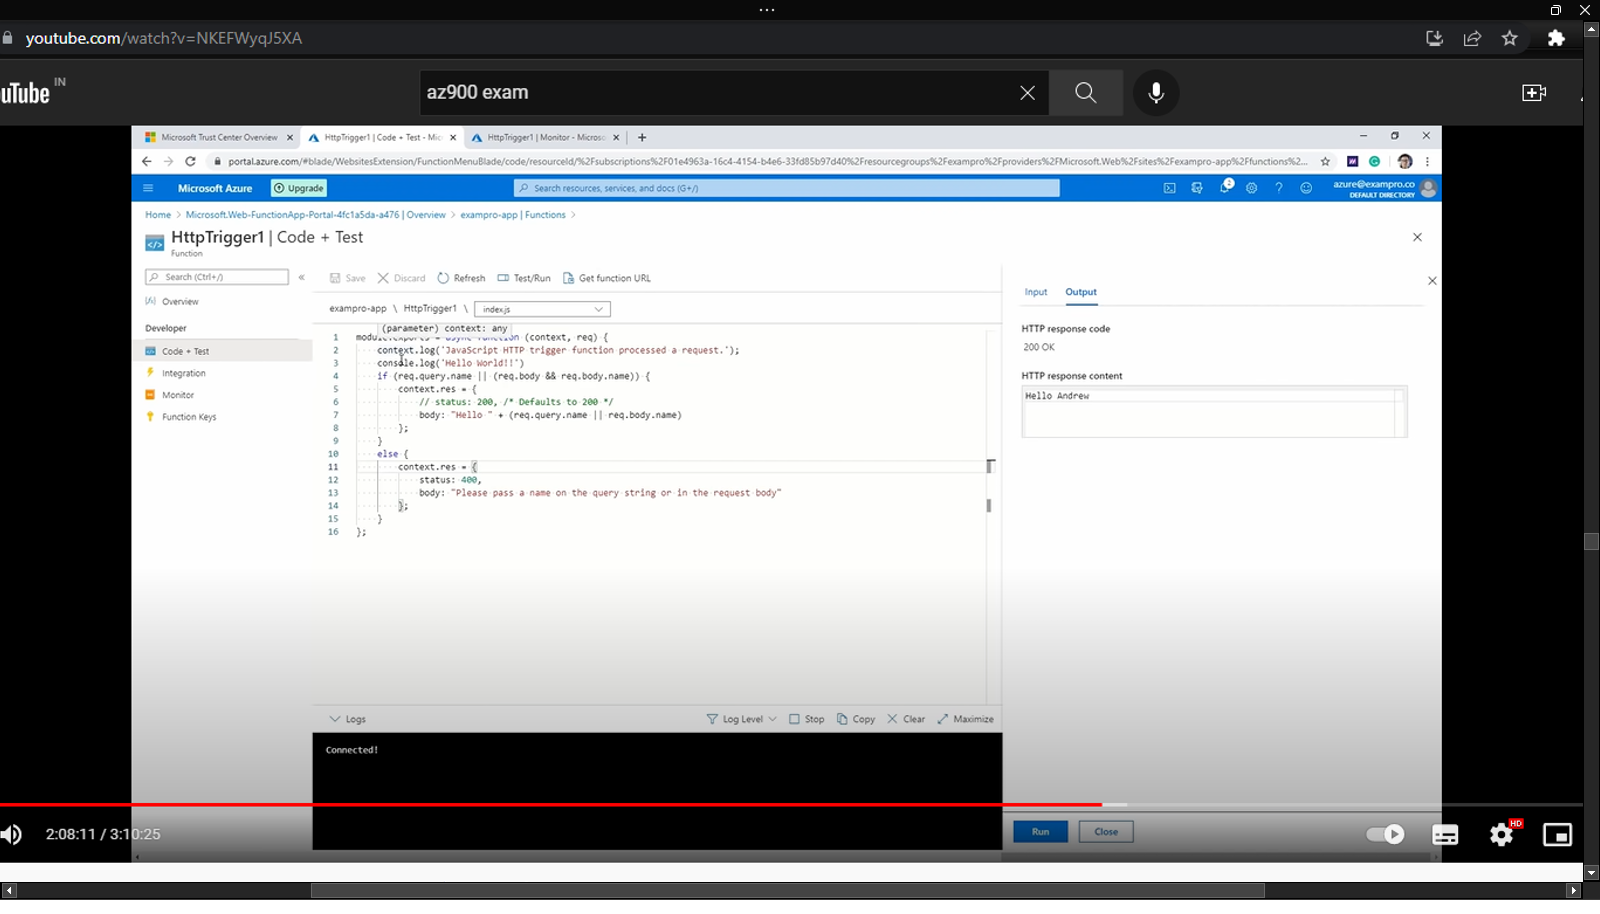 youtube.com/watch?v=NKEFWyqJ5XA
uTube IN
az900 exam
Microsoft Trust Center Overview
HttpTrigger1 | Code + Test - Mic
HttpTrigger1 | Monitor - Microso
portal.azure.com/#blade/WebsitesExtension/FunctionMenuBlade/code/resourceId/%2Fsubscriptions%2F01e4963a-16c4-4154-b4e6-33fd85b97d40%2Fresourcegroups%2Fexampro%2Fproviders%2FMicrosoft.Web%2Fsites%2Fexampro-app%2Ffunctions%2...
Microsoft Azure
Upgrade
Search resources, services, and docs (G+/)
2
azure@exampro.co
DEFAULT DIRECTORY
Home > Microsoft.Web-FunctionApp-Portal-4fc1a5da-a476 | Overview > exampro-app | Functions >
HttpTrigger1 | Code + Test
Function
Search (Ctrl+/)
«
Overview
Developer
Code + Test
Integration
Monitor
Function Keys
Save Discard Refresh Test/Run Get function URL
exampro-app \ HttpTrigger1 \ index.js
(parameter) context: any
1 module.exports = async function (context, req) {
2 context.log('JavaScript HTTP trigger function processed a request.');
3 console.log('Hello World!!')
4 if (req.query.name || (req.body && req.body.name)) {
5 context.res = {
6 // status: 200, /* Defaults to 200 */
7 body: "Hello " + (req.query.name || req.body.name)
8 };
9 }
10 else {
11 context.res = {
12 status: 400,
13 body: "Please pass a name on the query string or in the request body"
14 };
15 }
16 };
Input Output
HTTP response code
200 OK
HTTP response content
Hello Andrew
Logs
Log Level Stop Copy Clear Maximize
Connected!
Run Close
2:08:11 / 3:10:25
HD